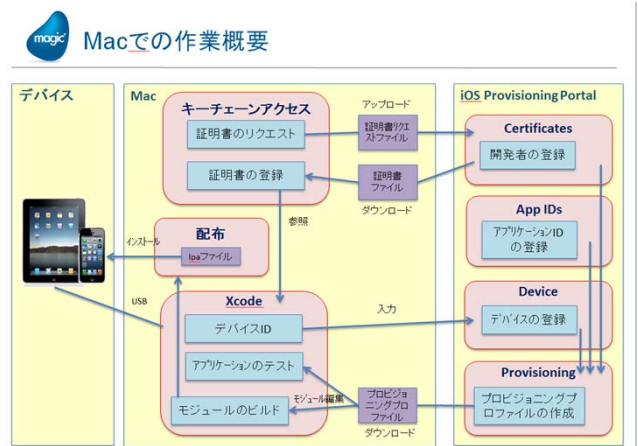 magic
Macでの作業概要
デバイス
Mac
iOS Provisioning Portal
キーチェーンアクセス
証明書のリクエスト
証明書の登録
アップロード
証明書リクエ
ストファイル
証明書
ファイル
ダウンロード
Certificates
開発者の登録
App IDs
アプリケーションID
の登録
参照
配布
Ipaファイル
インストール
USB
Xcode
デバイスID
アプリケーションのテスト
モジュールのビルド
入力
Device
デバイスの登録
モジュール編集
プロビジョ
ニングプロ
ファイル
ダウンロード
Provisioning
プロビジョニングプ
ロファイルの作成